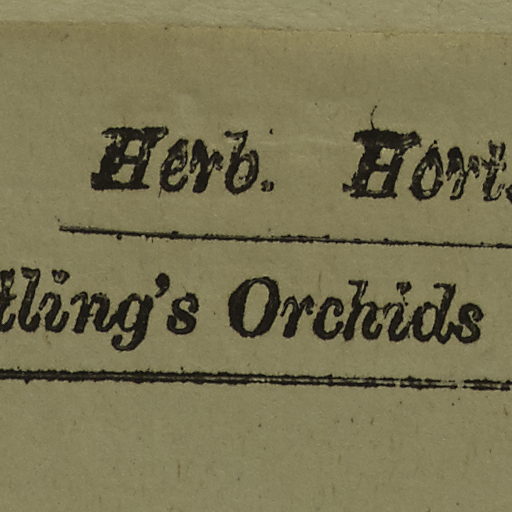 Herb. Hort.
tling's Orchids